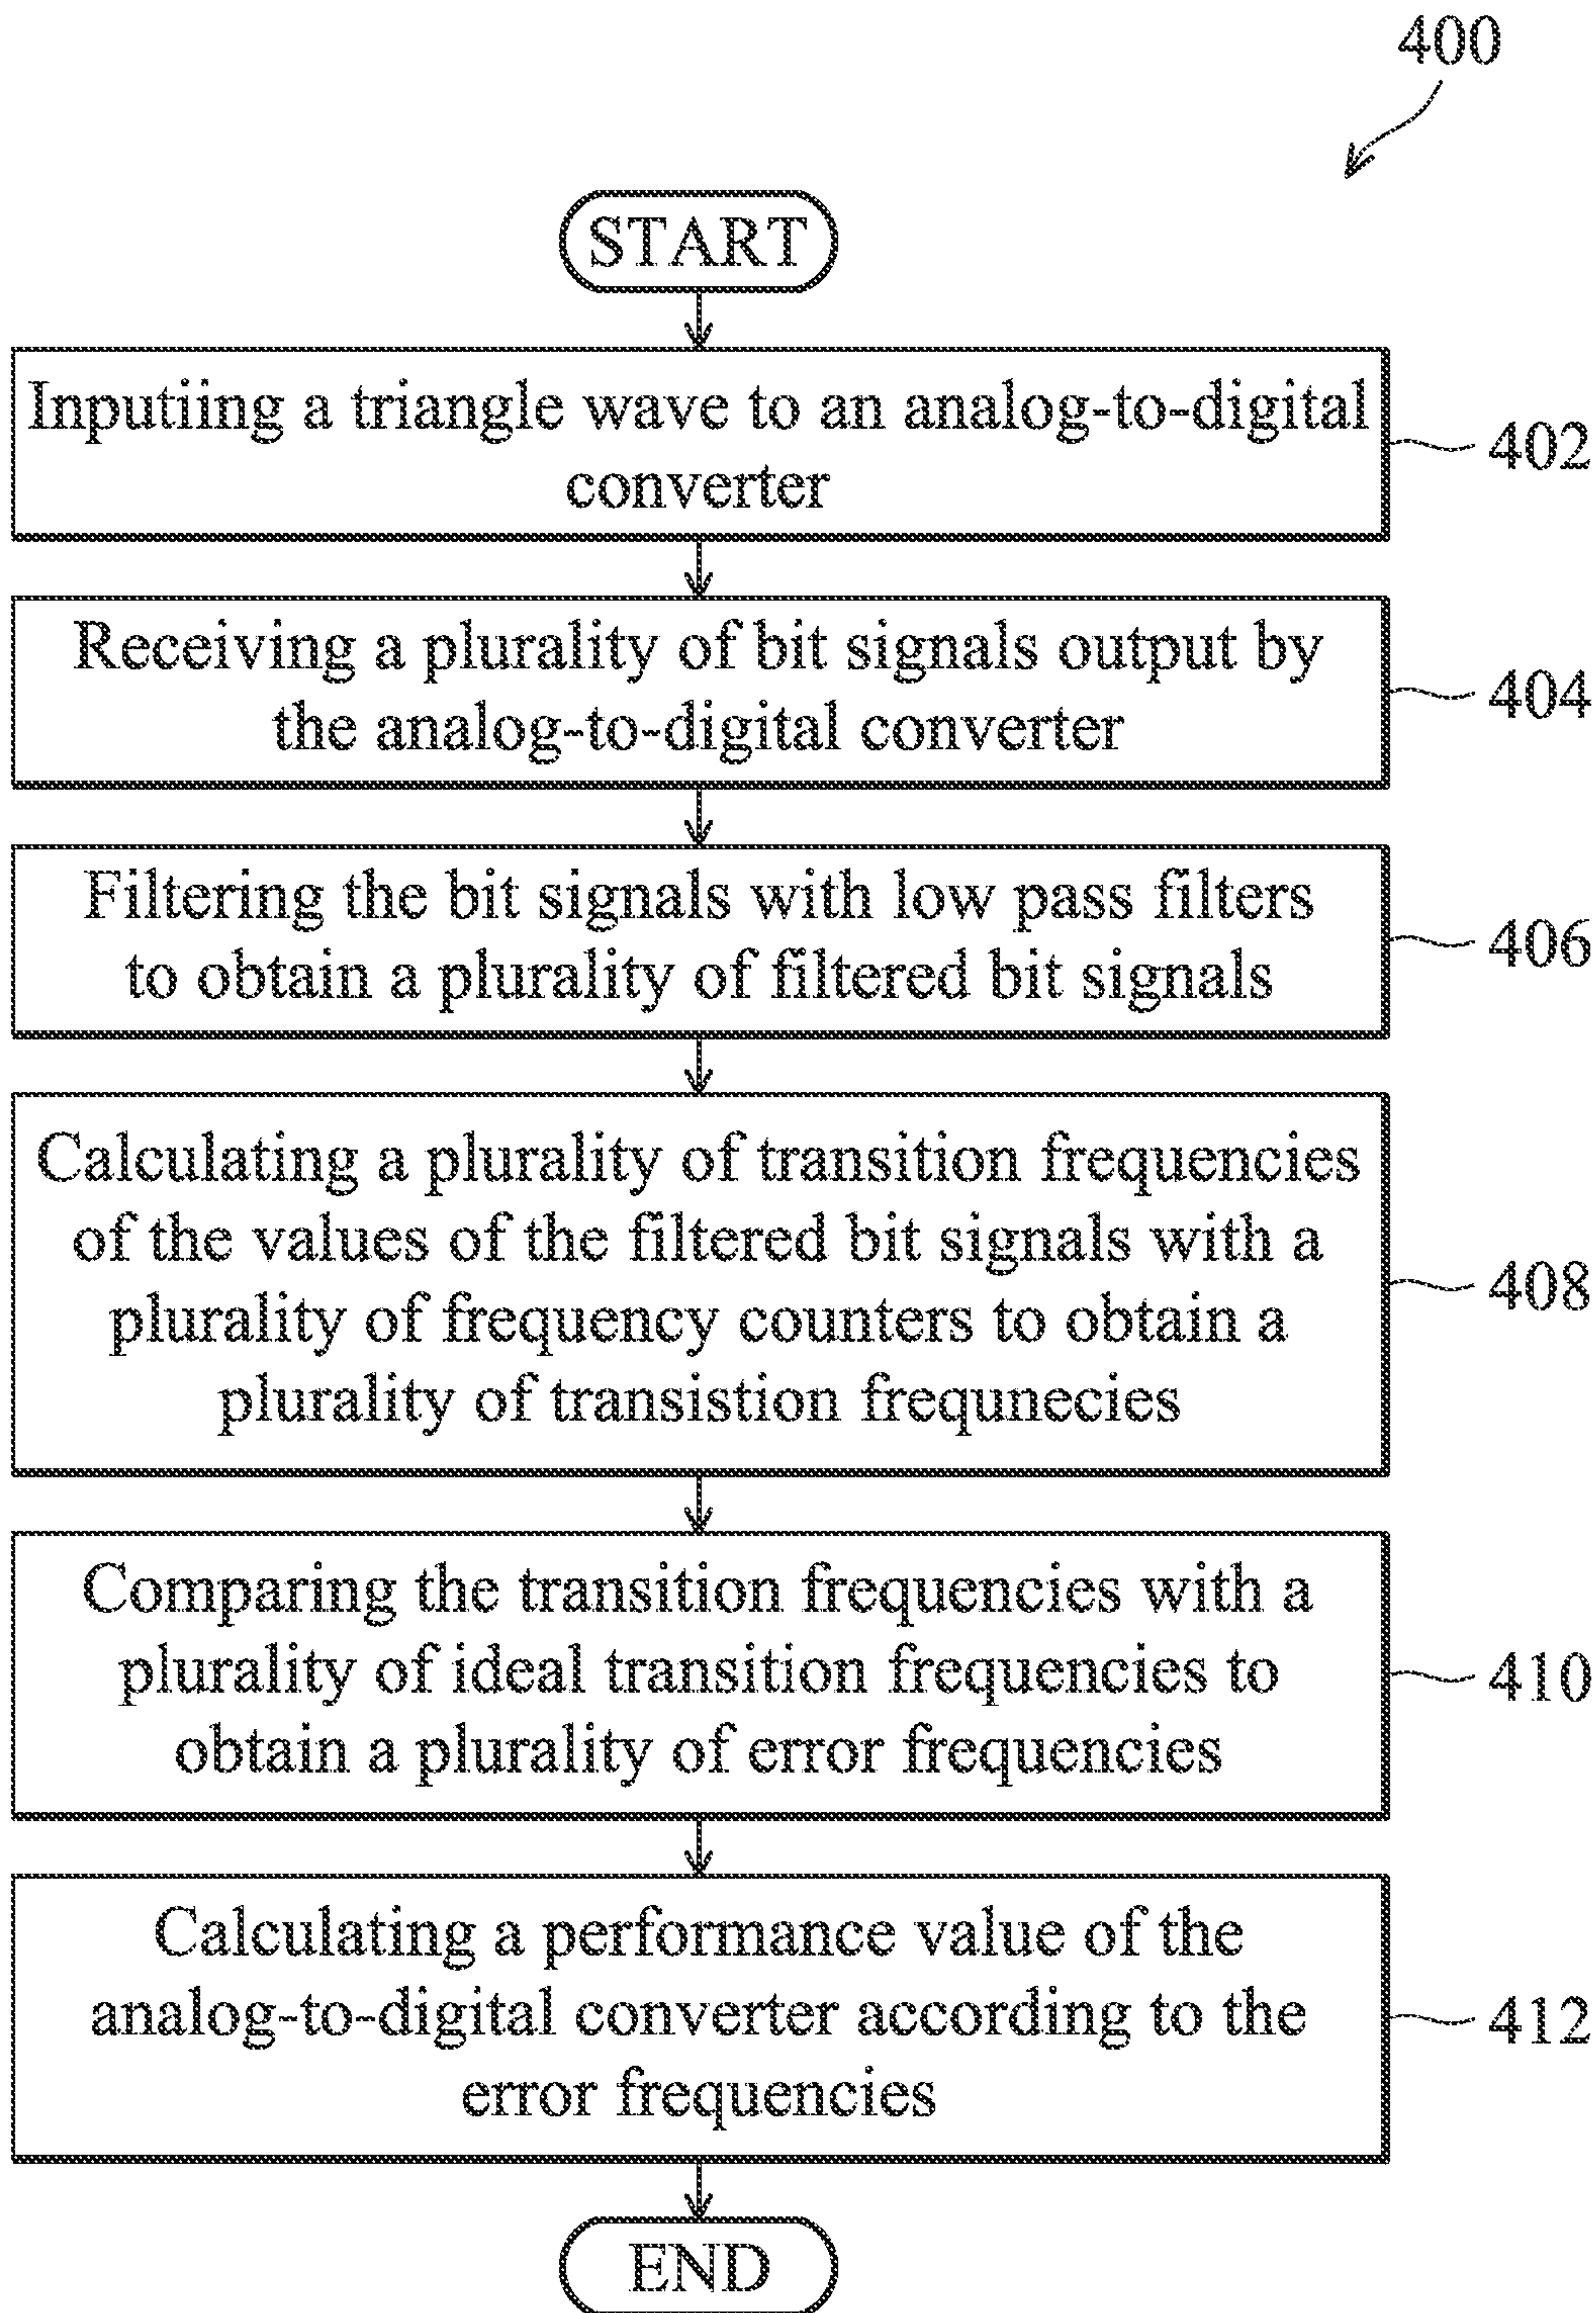 400
START
Inputiing a triangle wave to an analog-to-digital
converter
402
Receiving a plurality of bit signals output by
the analog-to-digital converter
404
Filtering the bit signals with low pass filters
to obtain a plurality of filtered bit signals
406
Calculating a plurality of transition frequencies
of the values of the filtered bit signals with a
plurality of frequency counters to obtain a
plurality of transistion frequnecies
408
Comparing the transition frequencies with a
plurality of ideal transition frequencies to
obtain a plurality of error frequencies
410
Calculating a performance value of the
analog-to-digital converter according to the
error frequencies
412
END